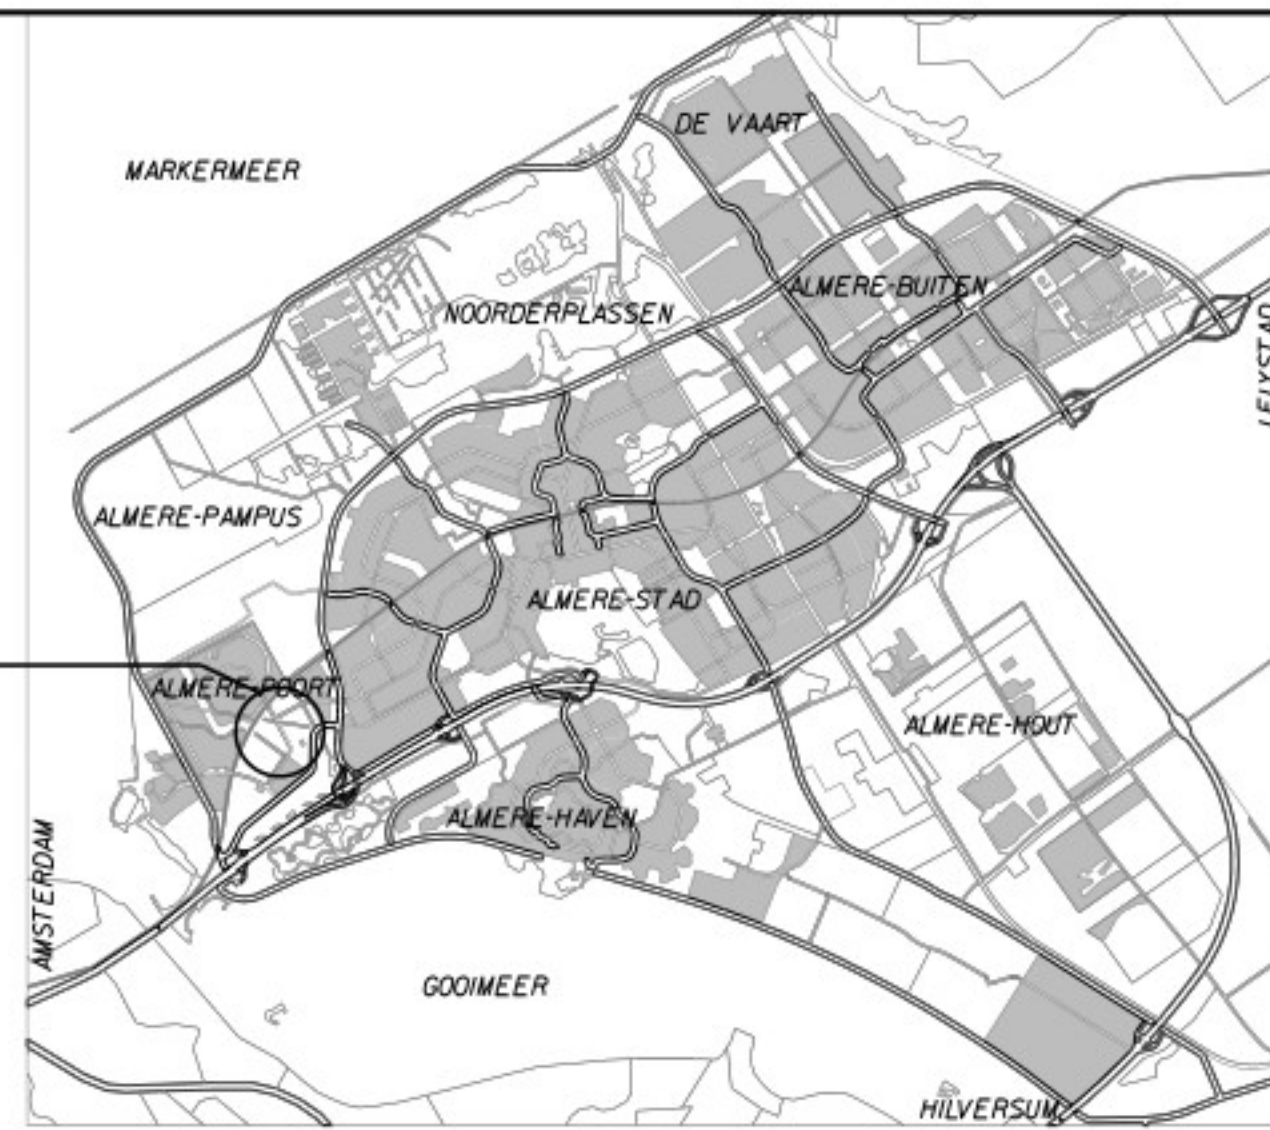 DE VAART
MARKERMEER
ALMERE-BUITEN
NOORDERPLASSEN
LELYSTAD
ALMERE-PAMPUS
ALMERE-STAD
ALMERE-POORT
ALMERE-HOUT
ALMERE-HAVEN
AMSTERDAM
GOOIMEER
HILVERSUM